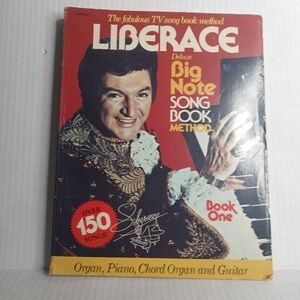 The fabulous TV song book method
LIBERACE
Deluxe
Big
Note
SONG
BOOK
METHOD
Book
One
OVER
150
SONGS!
Liberace
Organ, Piano, Chord Organ and Guitar